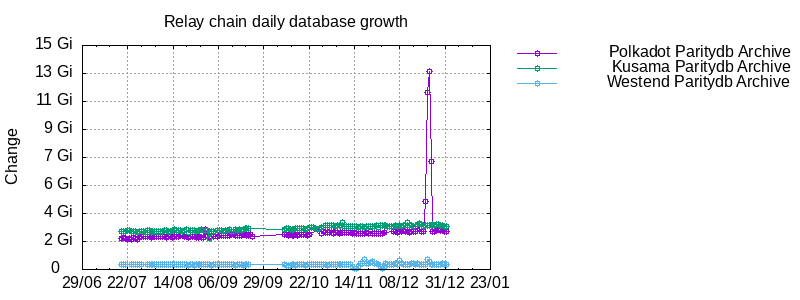 Relay chain daily database growth
15 Gi
13 Gi
11 Gi
9 Gi
7 Gi
6 Gi
4 Gi
2 Gi
0
Change
29/06 22/07 14/08 06/09 29/09 22/10 14/11 08/12 31/12 23/01
Polkadot Paritydb Archive
Kusama Paritydb Archive
Westend Paritydb Archive